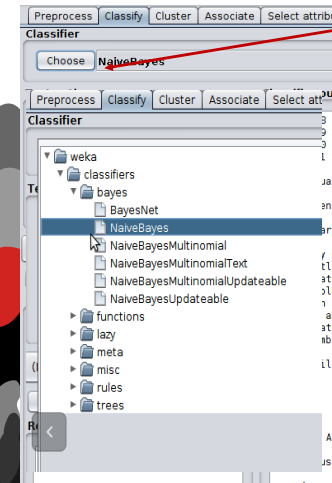 Preprocess Classify Cluster Associate Select attribu
Classifier
Choose NaiveBayes
Preprocess Classify Cluster Associate Select att
Classifier
weka
classifiers
bayes
BayesNet
NaiveBayes
NaiveBayesMultinomial
NaiveBayesMultinomialText
NaiveBayesMultinomialUpdateable
NaiveBayesUpdateable
functions
lazy
meta
misc
rules
trees